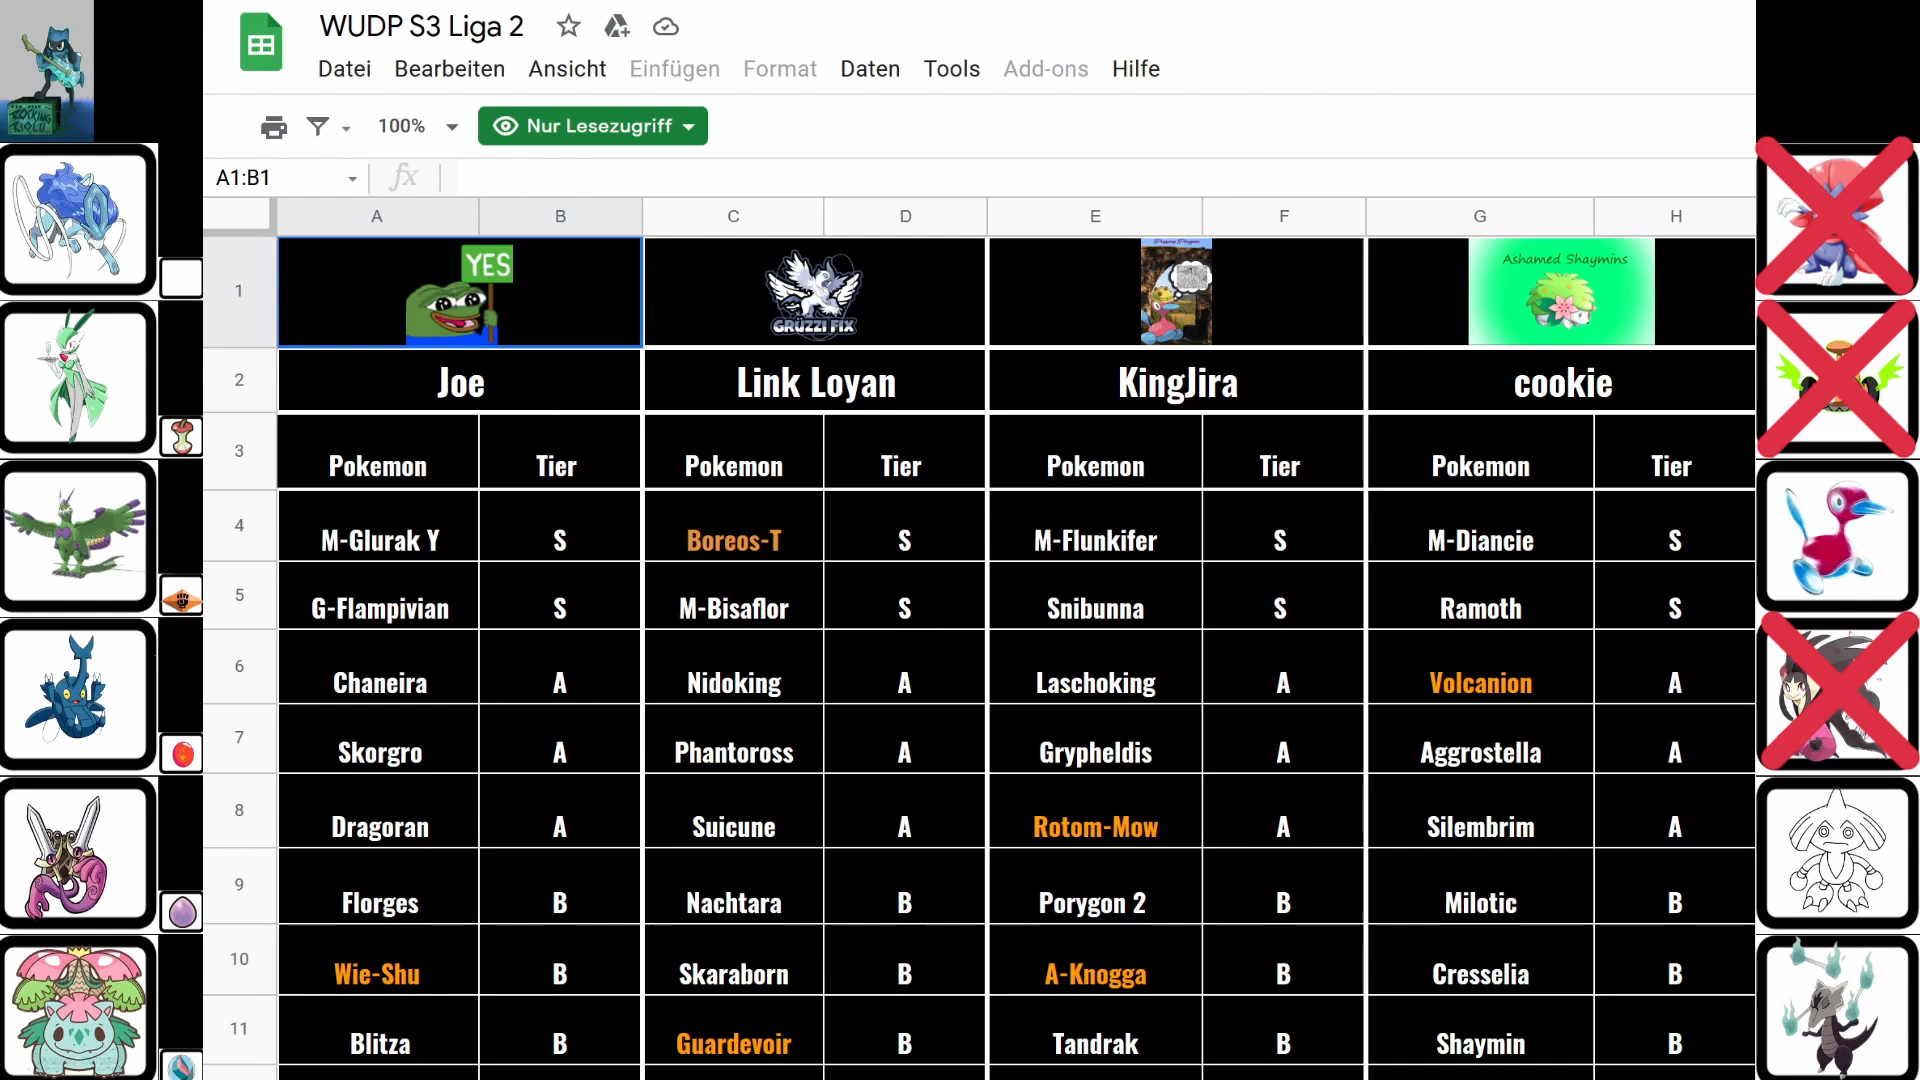 WUDP S3 Liga 2
Datei Bearbeiten Ansicht Einfügen Format Daten Tools Add-ons Hilfe
100% Nur Lesezugriff
A1:B1 fx
A B C D E F G H
1 YES GRÜZZI FIX Ashamed Shaymins
2 Joe Link Loyan KingJira cookie
3 Pokemon Tier Pokemon Tier Pokemon Tier Pokemon Tier
4 M-Glurak Y S Boreos-T S M-Flunkifer S M-Diancie S
5 G-Flampivian S M-Bisaflor S Snibunna S Ramoth S
6 Chaneira A Nidoking A Laschoking A Volcanion A
7 Skorgro A Phantoross A Grypheldis A Aggrostella A
8 Dragoran A Suicune A Rotom-Mow A Silembrim A
9 Florges B Nachtara B Porygon 2 B Milotic B
10 Wie-Shu B Skaraborn B A-Knogga B Cresselia B
11 Blitza B Guardevoir B Tandrak B Shaymin B
ROCKING
RIOLU